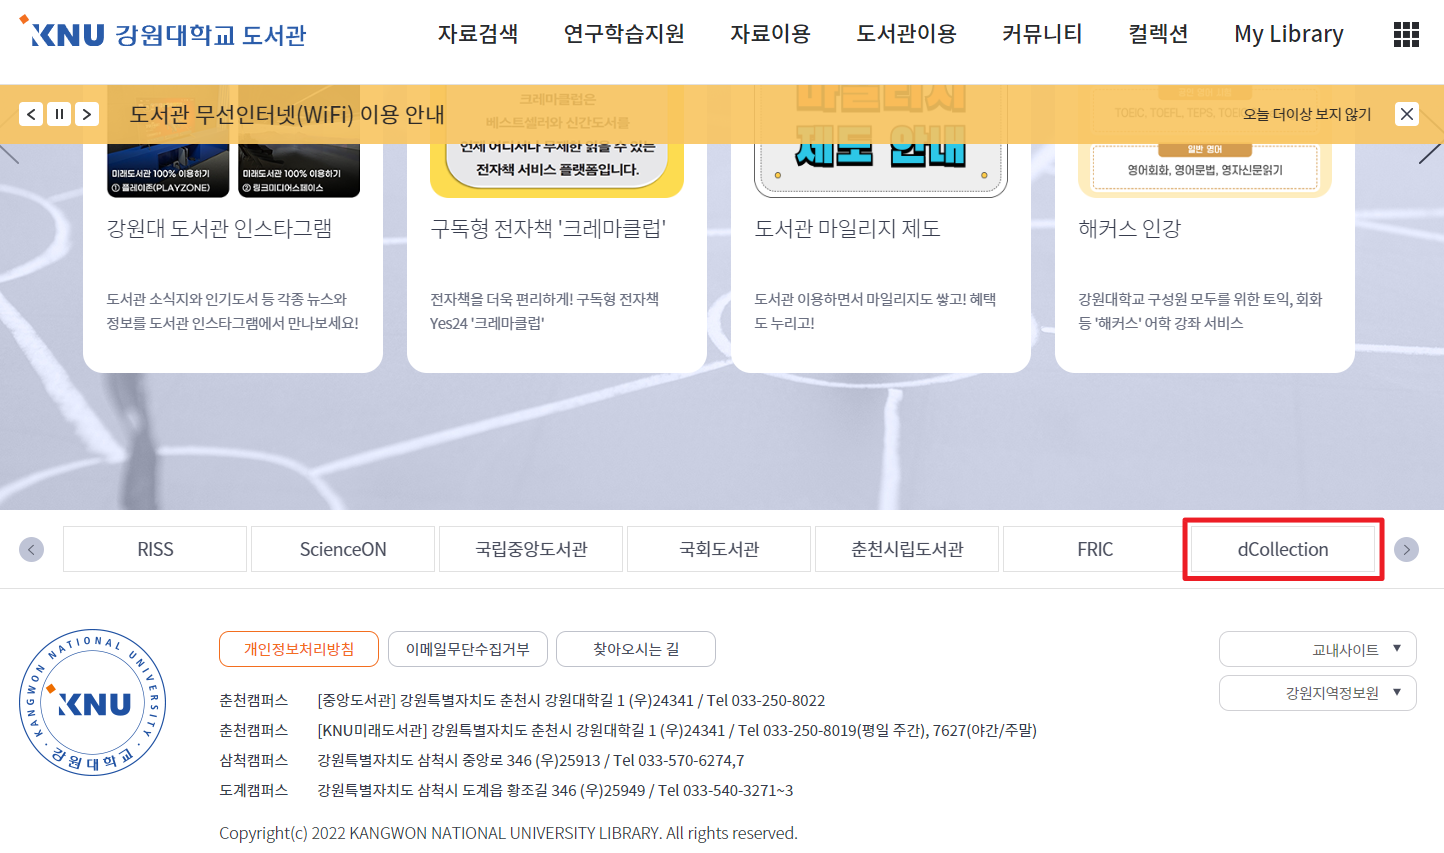 KNU 강원대학교 도서관
자료검색 연구학습지원 자료이용 도서관이용 커뮤니티 컬렉션 My Library
도서관 무선인터넷(WiFi) 이용 안내 오늘 더이상 보지 않기
미래도서관 100% 이용하기
① 플레이존(PLAYZONE)
미래도서관 100% 이용하기
② 링크미디어스페이스
크레마클럽은
베스트셀러와 신간도서를
언제 어디서나 무제한 읽을 수 있는
전자책 서비스 플랫폼입니다.
마일리지
제도 안내
TOEIC, TOEFL, TEPS,
일반 영어
영어회화, 영어문법, 영자신문읽기
강원대 도서관 인스타그램
도서관 소식지와 인기도서 등 각종 뉴스와
정보를 도서관 인스타그램에서 만나보세요!
구독형 전자책 '크레마클럽'
전자책을 더욱 편리하게! 구독형 전자책
Yes24 '크레마클럽'
도서관 마일리지 제도
도서관 이용하면서 마일리지도 쌓고! 혜택
도 누리고!
해커스 인강
강원대학교 구성원 모두를 위한 토익, 회화
등 '해커스' 어학 강좌 서비스
RISS ScienceON 국립중앙도서관 국회도서관 춘천시립도서관 FRIC dCollection
KANGWON NATIONAL UNIVERSITY
KNU
강원대학교
개인정보처리방침 이메일무단수집거부 찾아오시는 길
교내사이트
강원지역정보원
춘천캠퍼스 [중앙도서관] 강원특별자치도 춘천시 강원대학길 1 (우)24341 / Tel 033-250-8022
춘천캠퍼스 [KNU미래도서관] 강원특별자치도 춘천시 강원대학길 1 (우)24341 / Tel 033-250-8019(평일 주간), 7627(야간/주말)
삼척캠퍼스 강원특별자치도 삼척시 중앙로 346 (우)25913 / Tel 033-570-6274,7
도계캠퍼스 강원특별자치도 삼척시 도계읍 황조길 346 (우)25949 / Tel 033-540-3271~3
Copyright(c) 2022 KANGWON NATIONAL UNIVERSITY LIBRARY. All rights reserved.